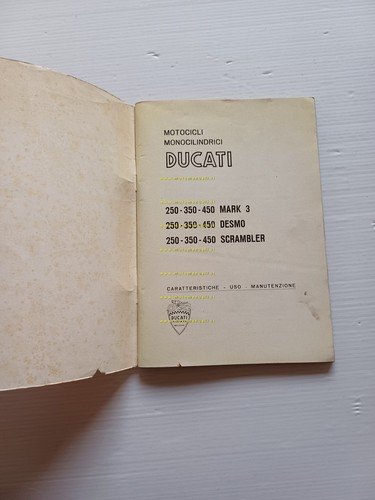 MOTOCICLI
MONOCILINDRICI
DUCATI
250-350-450 MARK 3
250-350-450 DESMO
250-350-450 SCRAMBLER
CARATTERISTICHE - USO MANUTENZIONE
DUCATI